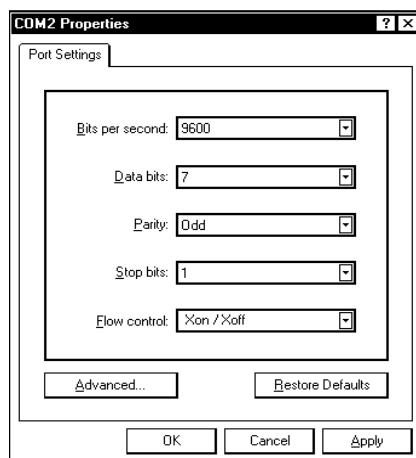 COM2 Properties ? ×
Port Settings
Bits per second: 9600
Data bits: 7
Parity: Odd
Stop bits: 1
Flow control: Xon / Xoff
Advanced... Restore Defaults
OK Cancel Apply